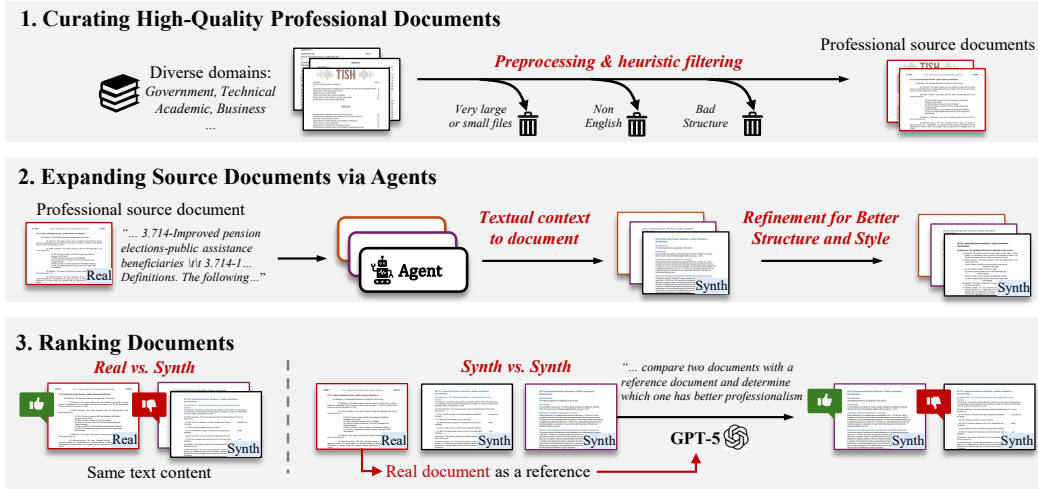 1. Curating High-Quality Professional Documents
Diverse domains:
Government, Technical
Academic, Business
...
TISH
Preprocessing & heuristic filtering
Very large
or small files
Non
English
Bad
Structure
Professional source documents
TISH
2. Expanding Source Documents via Agents
Professional source document
Real
“... 3.714-Improved pension
elections-public assistance
beneficiaries \r\r 3.714-1...
Definitions. The following...”
Agent
Textual context
to document
Synth
Refinement for Better
Structure and Style
Synth
3. Ranking Documents
Real vs. Synth
Real
Synth
Same text content
Synth vs. Synth
Real
Synth
Synth
Real document as a reference
“... compare two documents with a
reference document and determine
which one has better professionalism
GPT-5
Synth
Synth